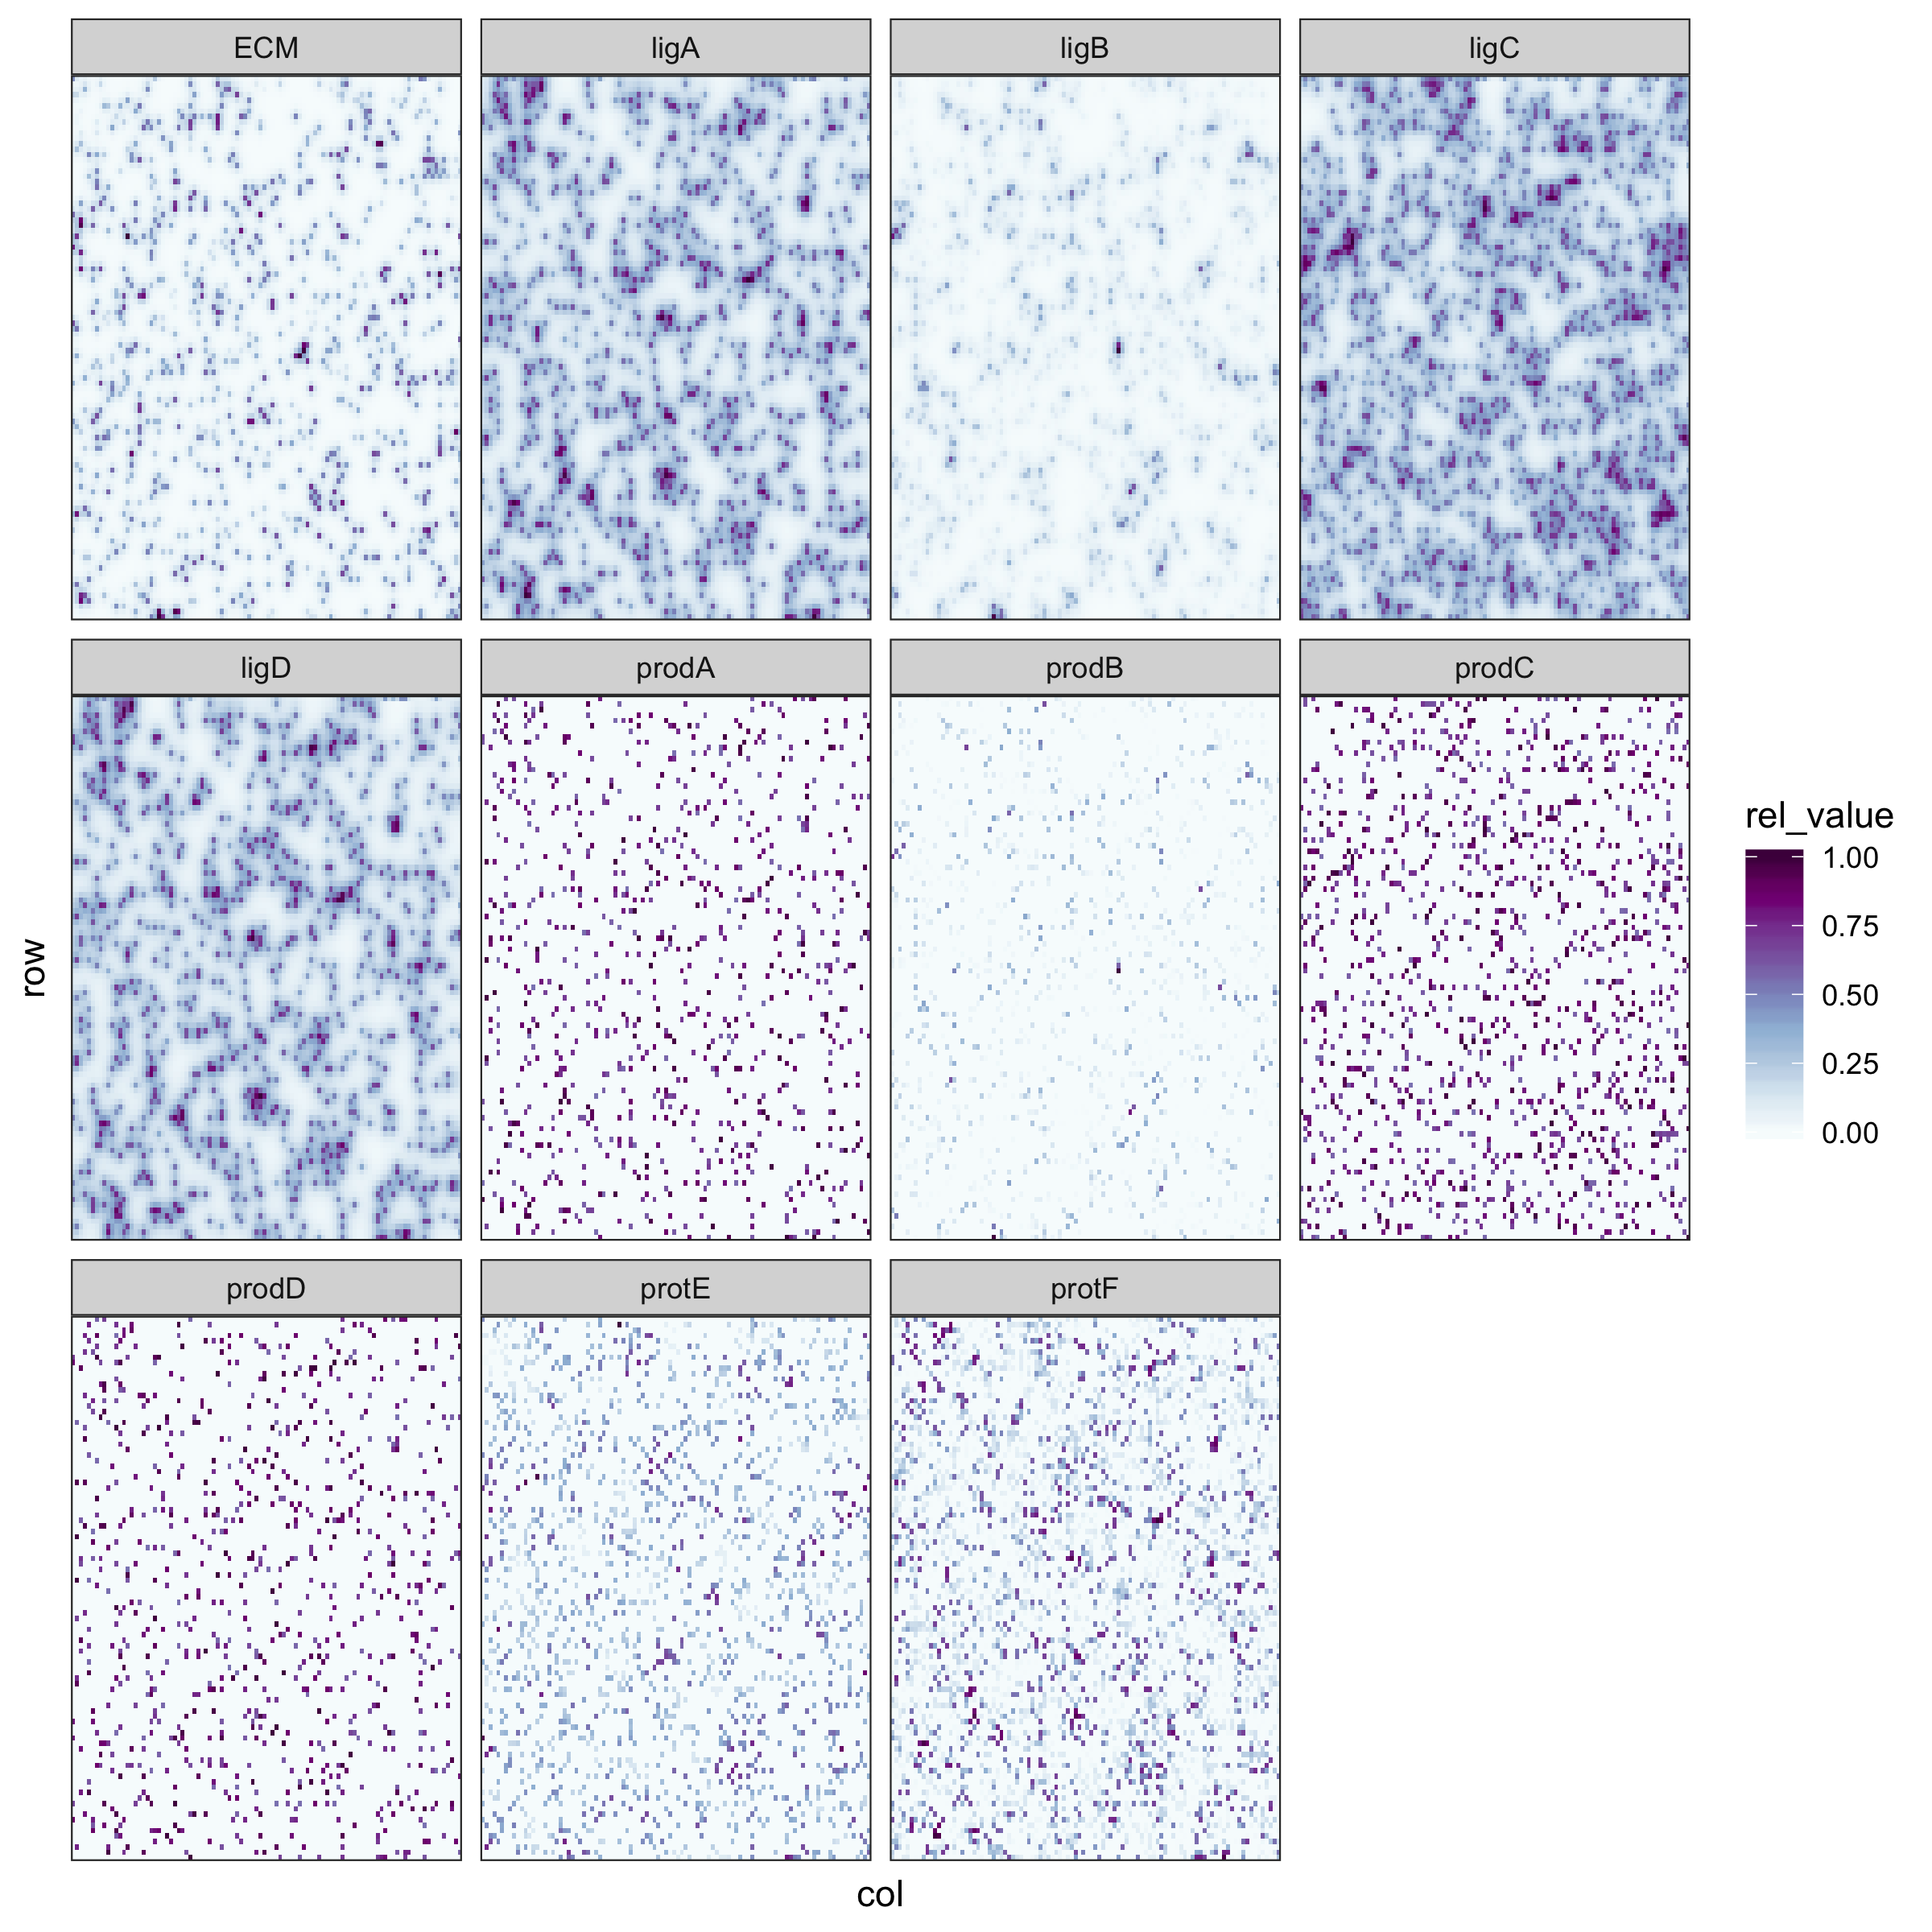 ECM
ligA
ligB
ligC
ligD
prodA
prodB
prodC
prodD
protE
protF
row
col
rel_value
1.00
0.75
0.50
0.25
0.00